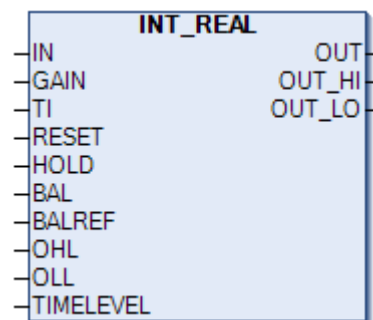 INT_REAL
IN OUT
GAIN OUT_HI
TI OUT_LO
RESET
HOLD
BAL
BALREF
OHL
OLL
TIMELEVEL